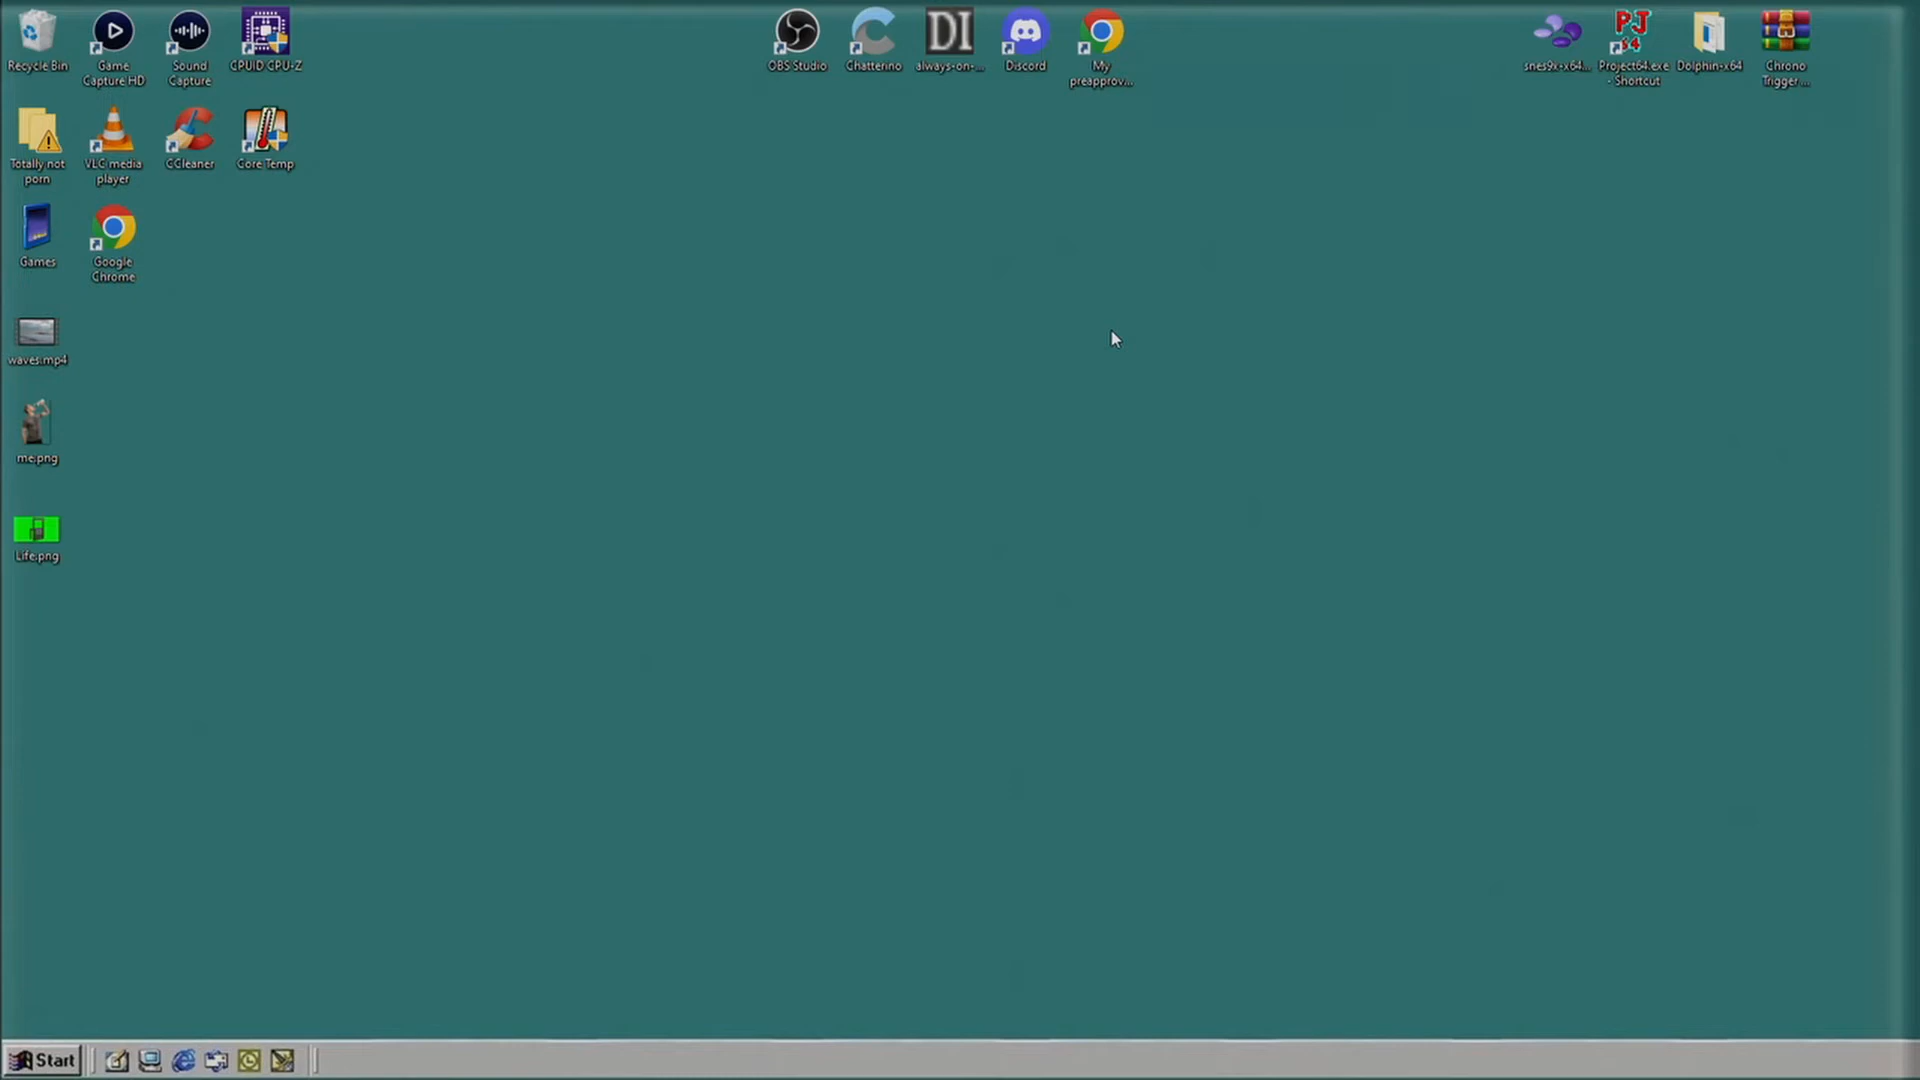 Recycle Bin
Game
Capture HD
Sound
Capture
CPUID CPU-Z
OBS Studio
Chatterino
DI
always-on-...
Discord
My
preapprov...
snes9x-x64...
PJ
64
Project64.exe
- Shortcut
Dolphin-x64
Chrono
Trigger ...
Totally not
porn
VLC media
player
CCleaner
Core Temp
Games
Google
Chrome
waves.mp4
me.png
Life.png
Start